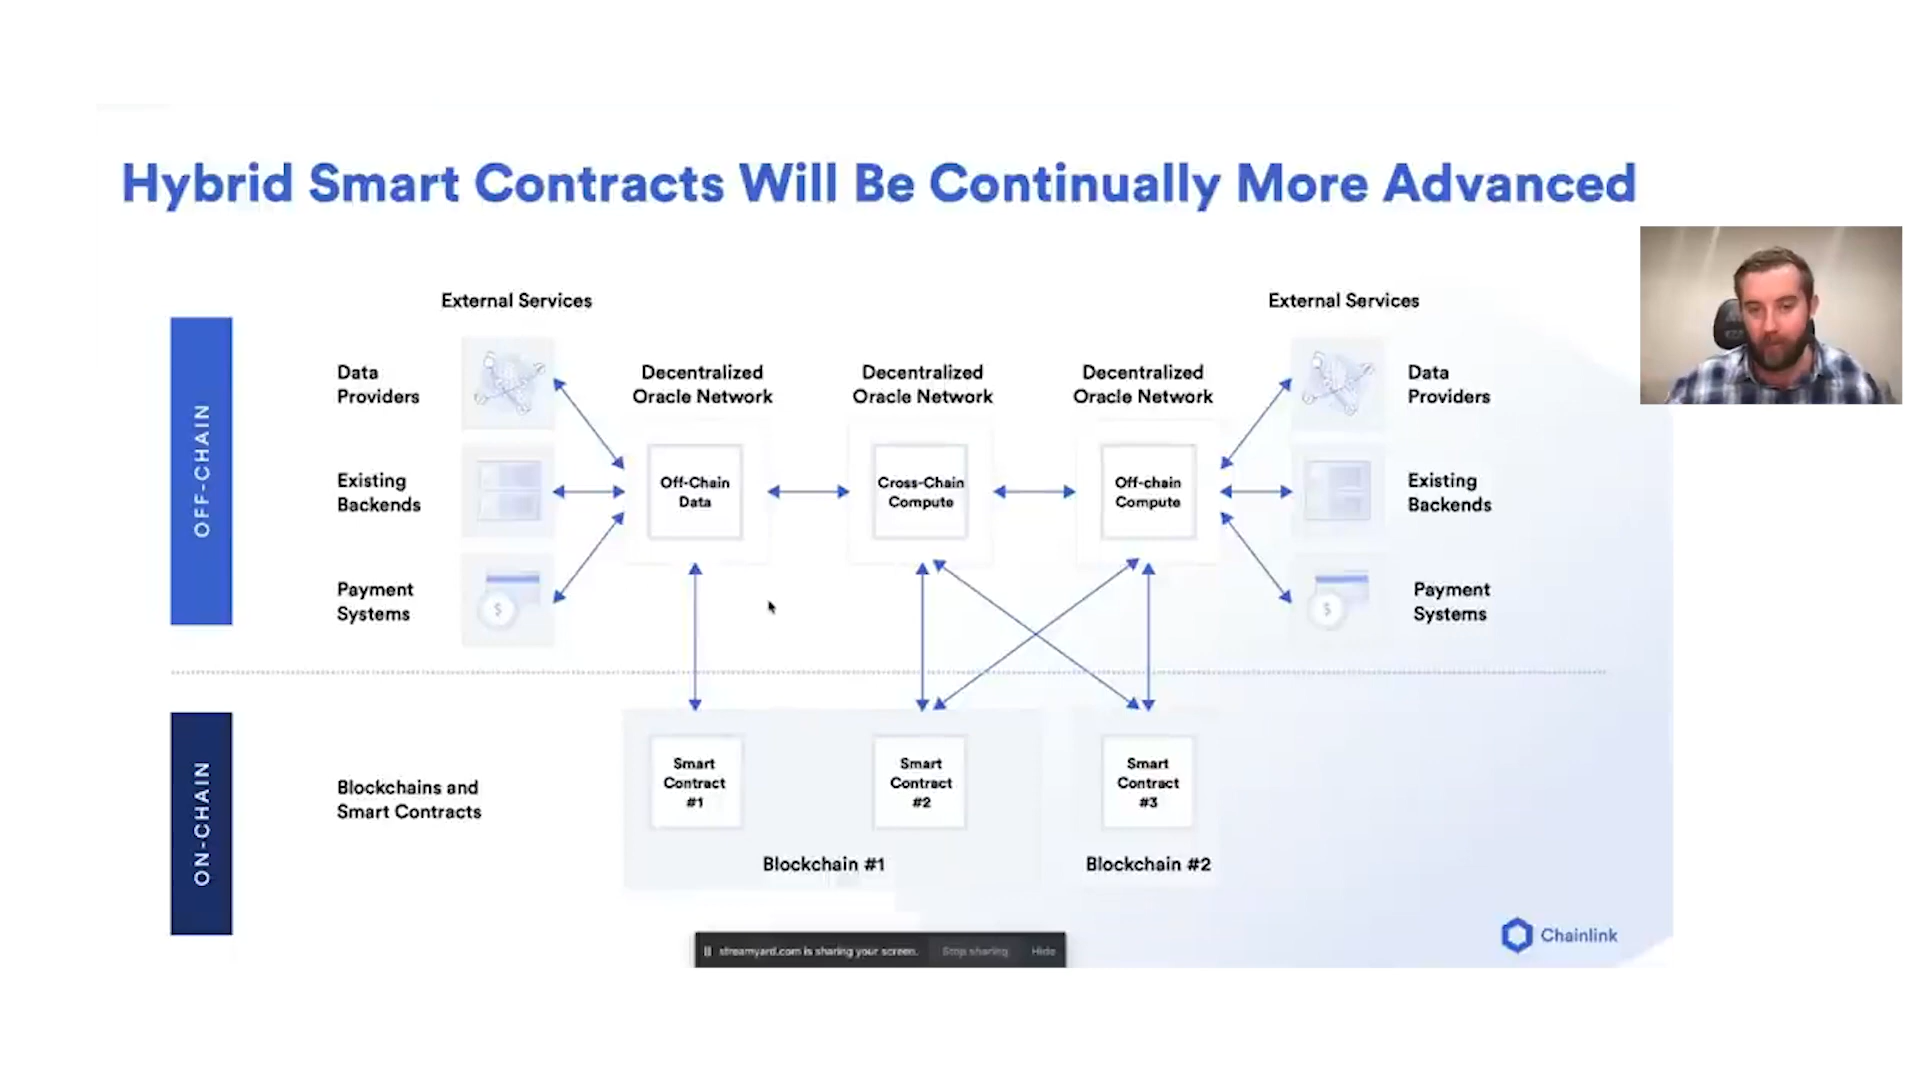 Hybrid Smart Contracts Will Be Continually More Advanced
External Services
External Services
OFF-CHAIN
Data
Providers
Decentralized
Oracle Network
Decentralized
Oracle Network
Decentralized
Oracle Network
Data
Providers
Existing
Backends
Off-Chain
Data
Cross-Chain
Compute
Off-chain
Compute
Existing
Backends
Payment
Systems
$
$
Payment
Systems
ON-CHAIN
Blockchains and
Smart Contracts
Smart
Contract
#1
Smart
Contract
#2
Smart
Contract
#3
Blockchain #1
Blockchain #2
Chainlink
streamyard.com is sharing your screen.
Stop sharing
Hide